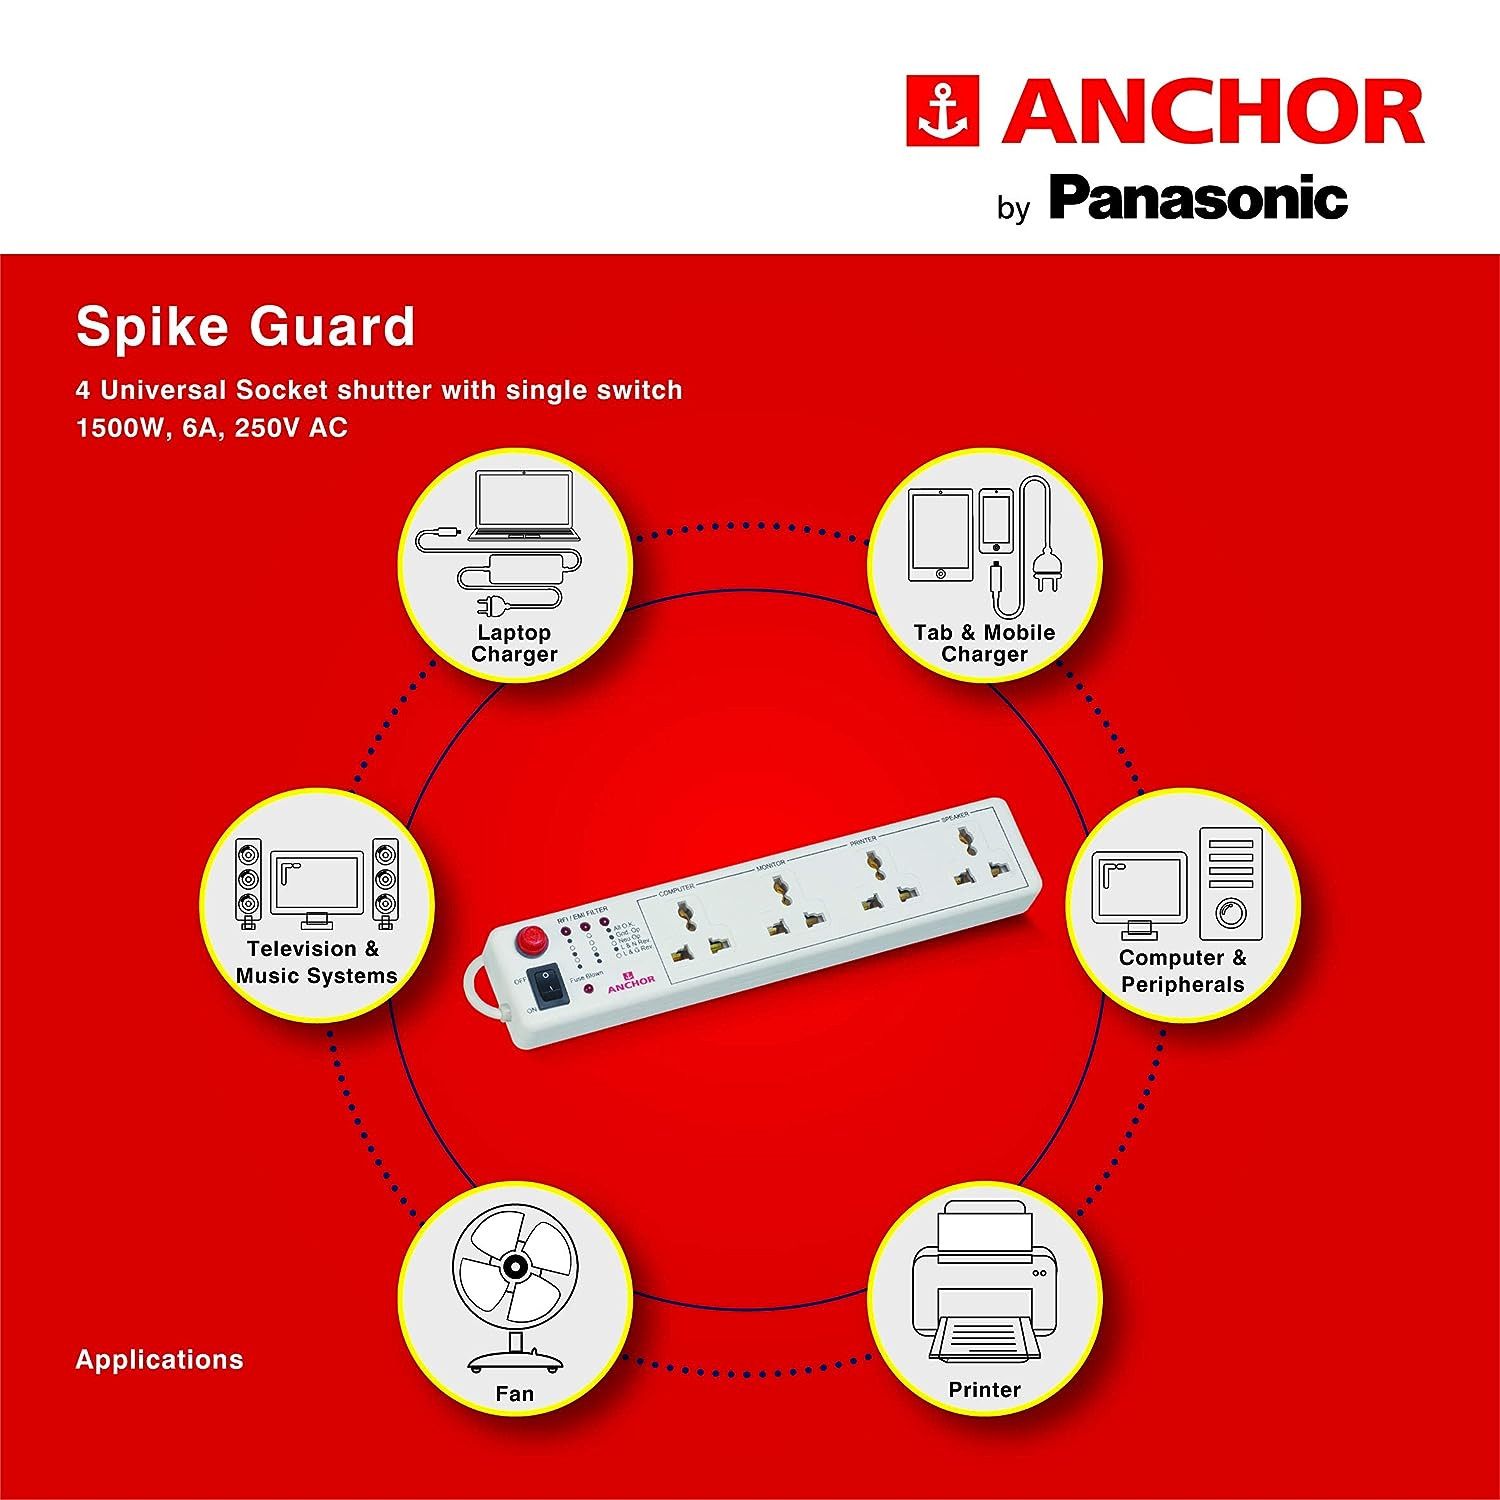 ANCHOR
by Panasonic
Spike Guard
4 Universal Socket shutter with single switch
1500W, 6A, 250V AC
Laptop
Charger
Tab & Mobile
Charger
Television &
Music Systems
Computer &
Peripherals
COMPUTER
MONITOR
PRINTER
SPEAKER
RFI / EMI FILTER
All O.K.
Gnd. Op
Neu Op
L & N Rev.
L & G Rev.
OFF
ON
Fuse Blown
ANCHOR
Fan
Printer
Applications